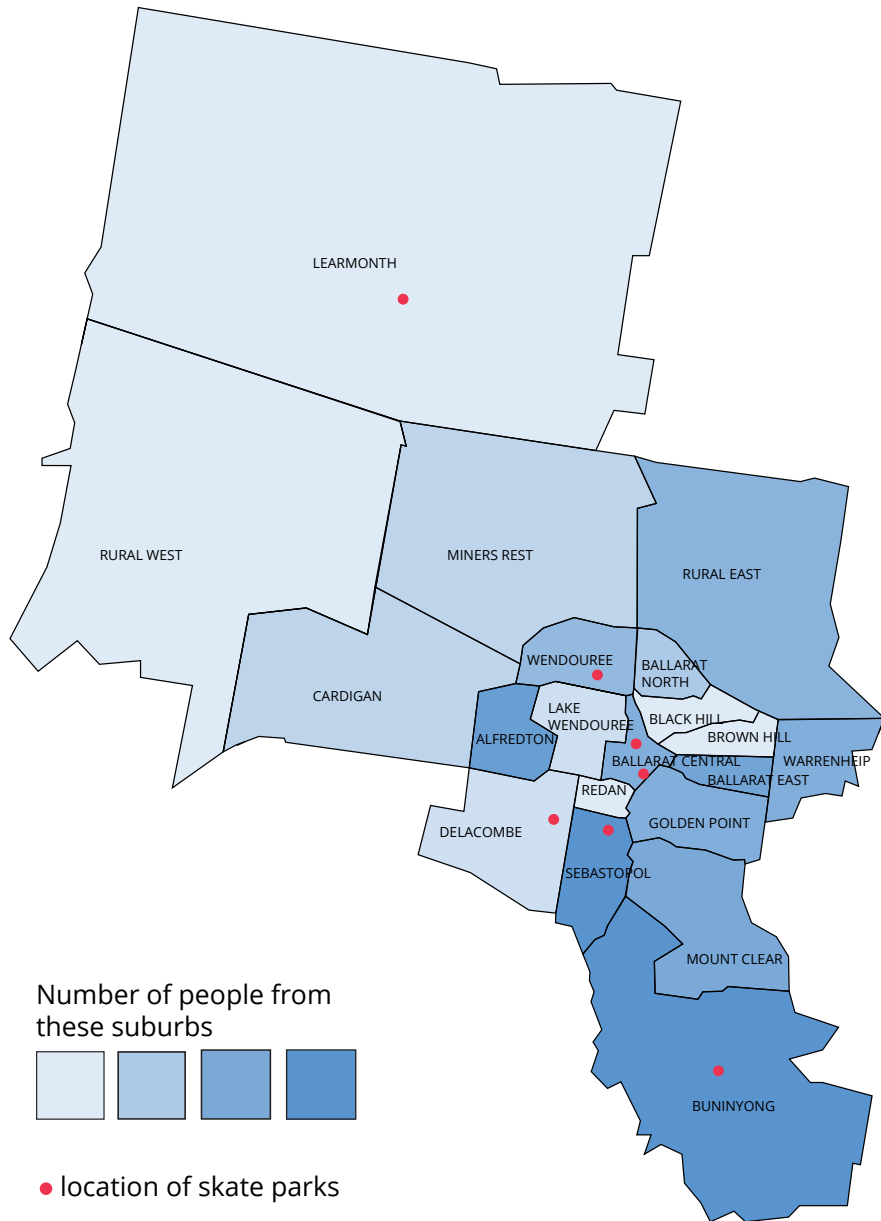 LEARMONTH
RURAL WEST
MINERS REST
RURAL EAST
WENDOUREE
BALLARAT
NORTH
CARDIGAN
LAKE
WENDOUREE
BLACK HILL
ALFREDTON
BROWN HILL
BALLARAT CENTRAL
WARRENHEIP
BALLARAT EAST
REDAN
GOLDEN POINT
DELACOMBE
SEBASTOPOL
MOUNT CLEAR
BUNINYONG
Number of people from
these suburbs
location of skate parks